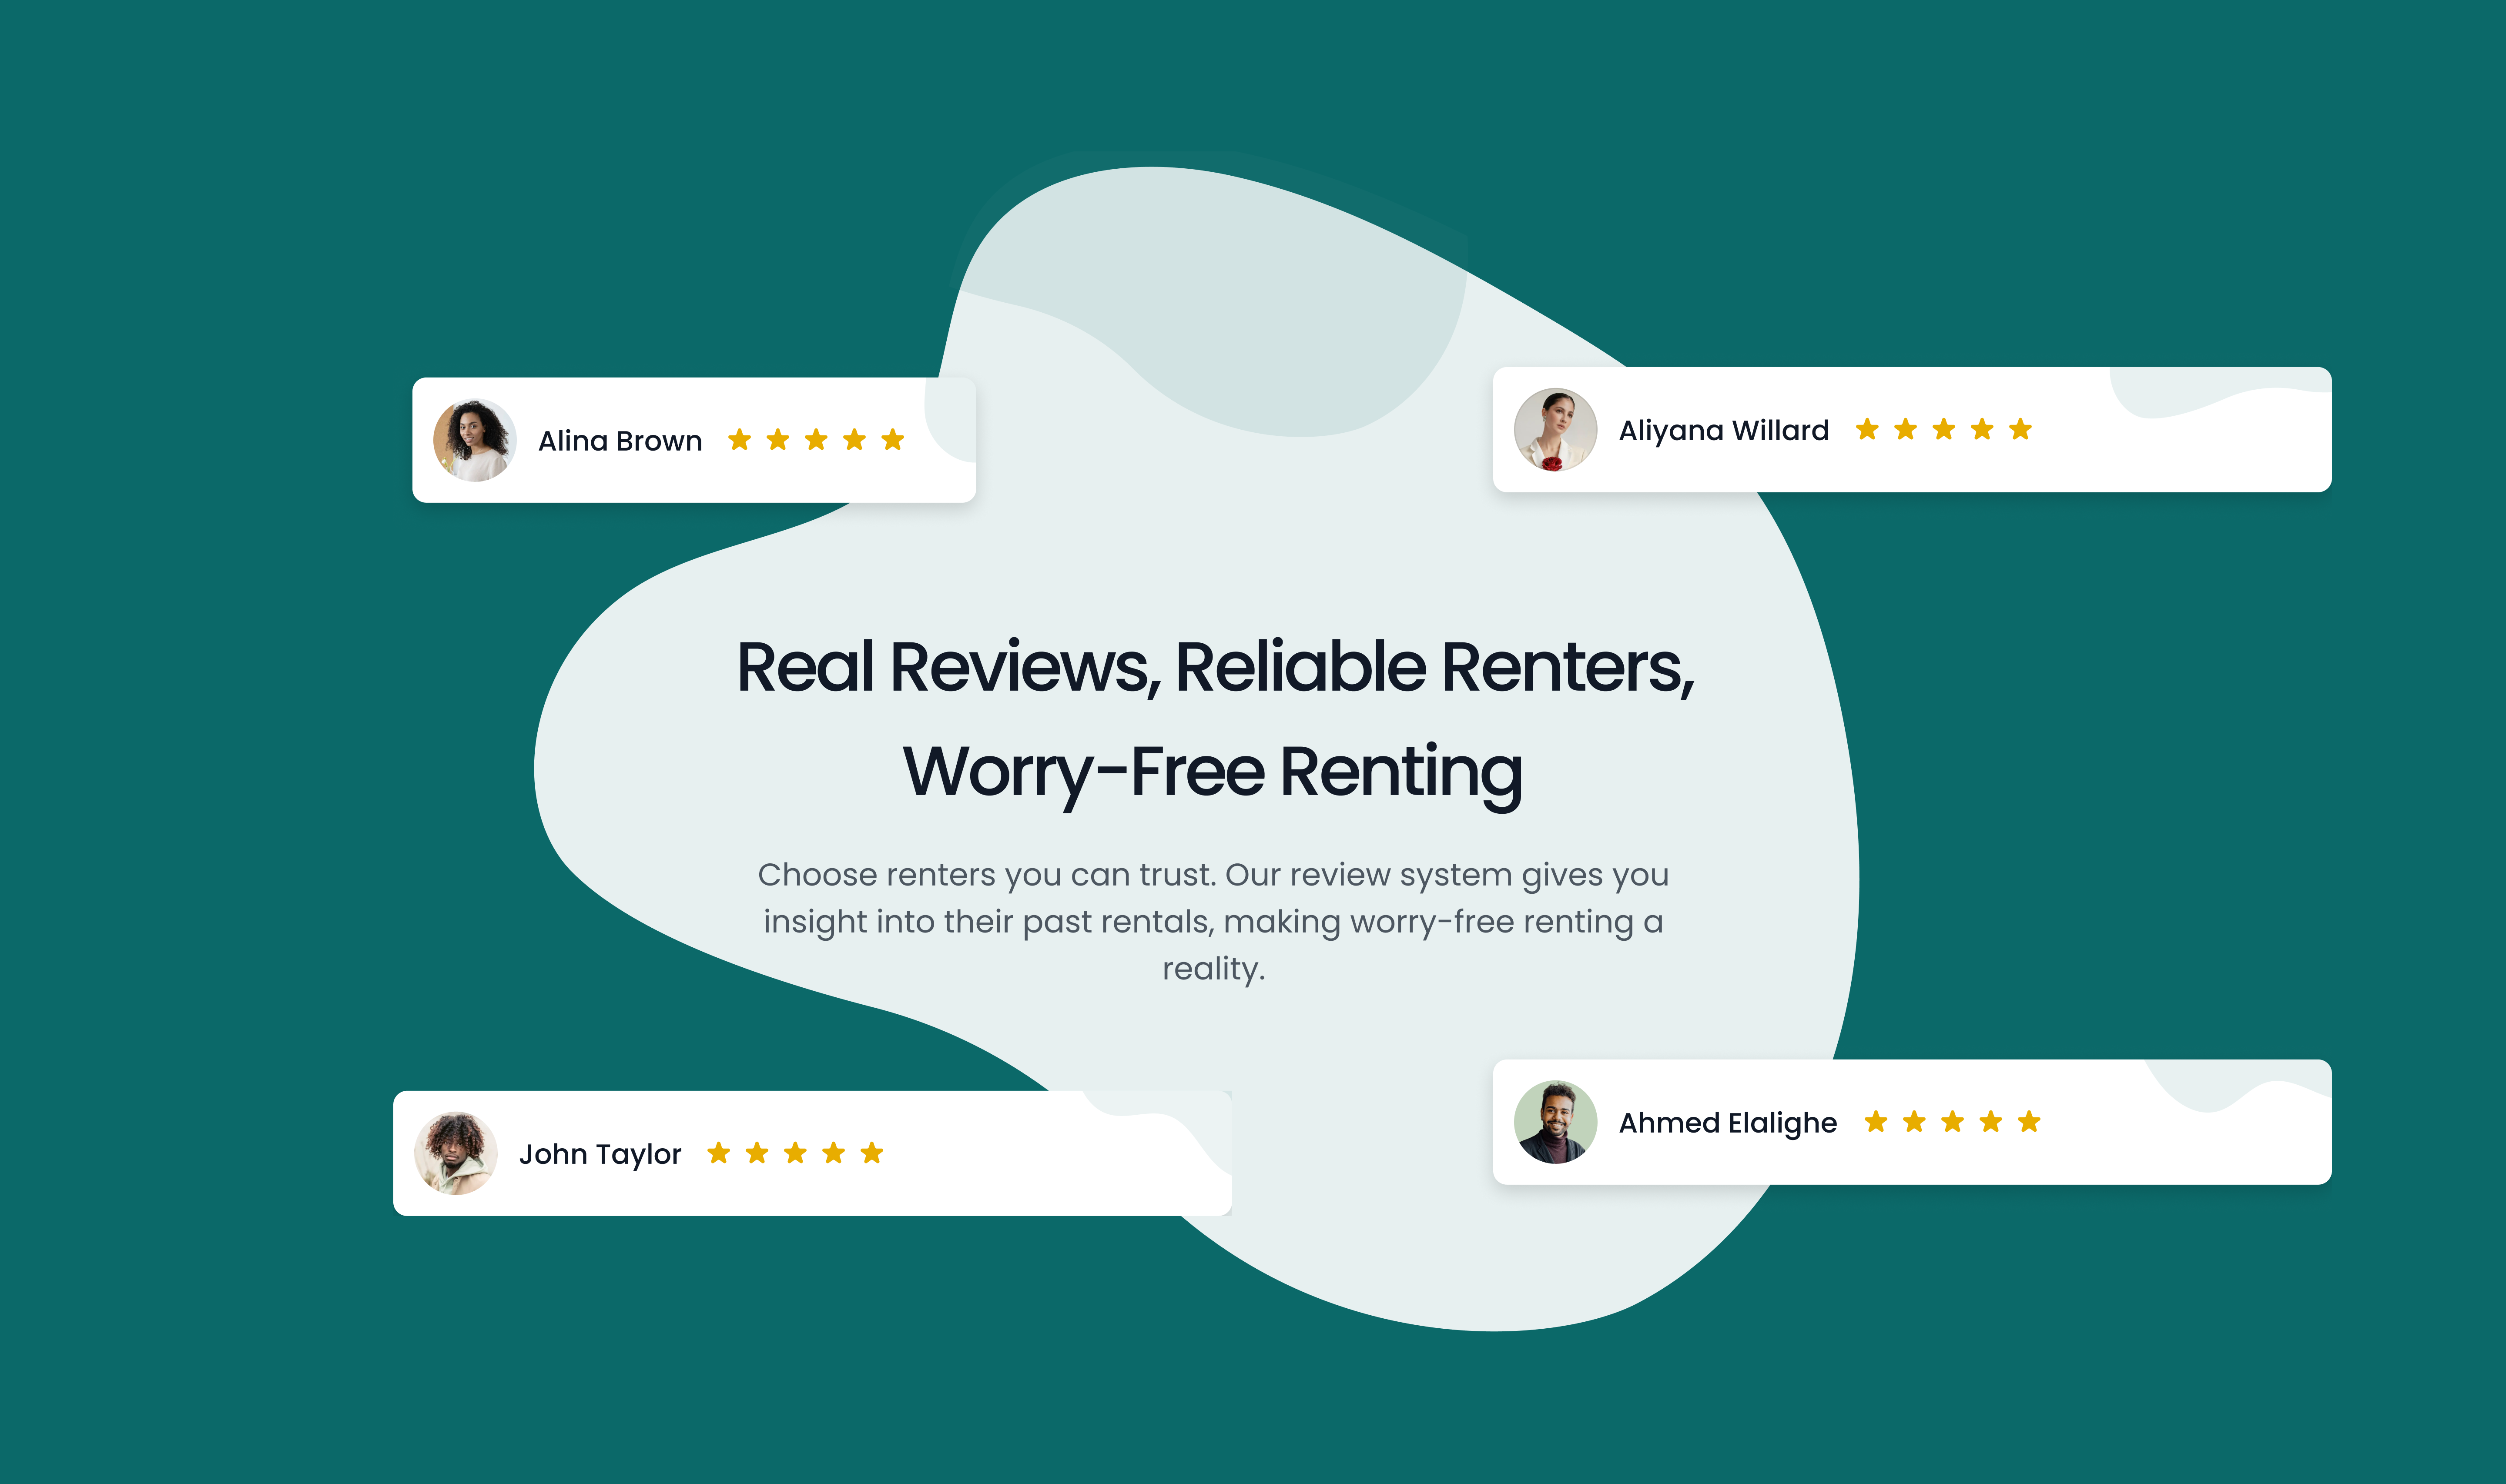 Alina Brown
Aliyana Willard
Real Reviews, Reliable Renters,
Worry-Free Renting
Choose renters you can trust. Our review system gives you
insight into their past rentals, making worry-free renting a
reality.
John Taylor
Ahmed Elalighe